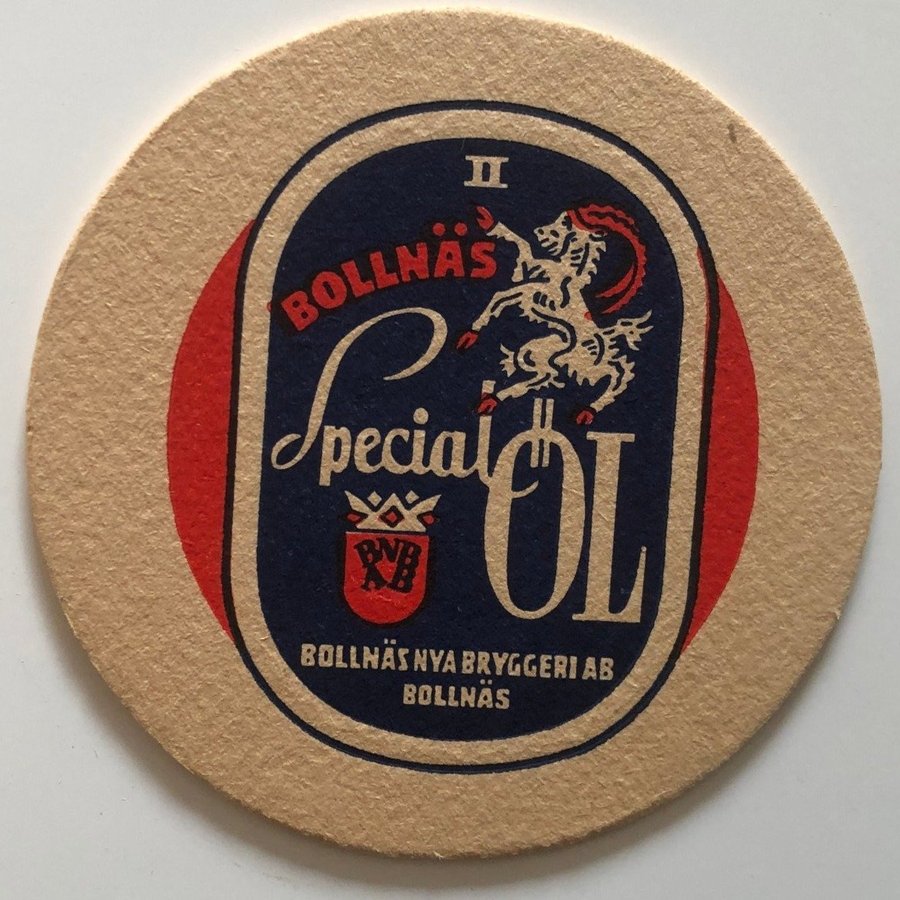 II
BOLLNÄS
Special ÖL
BNB
AB
BOLLNÄS NYA BRYGGERI AB
BOLLNÄS